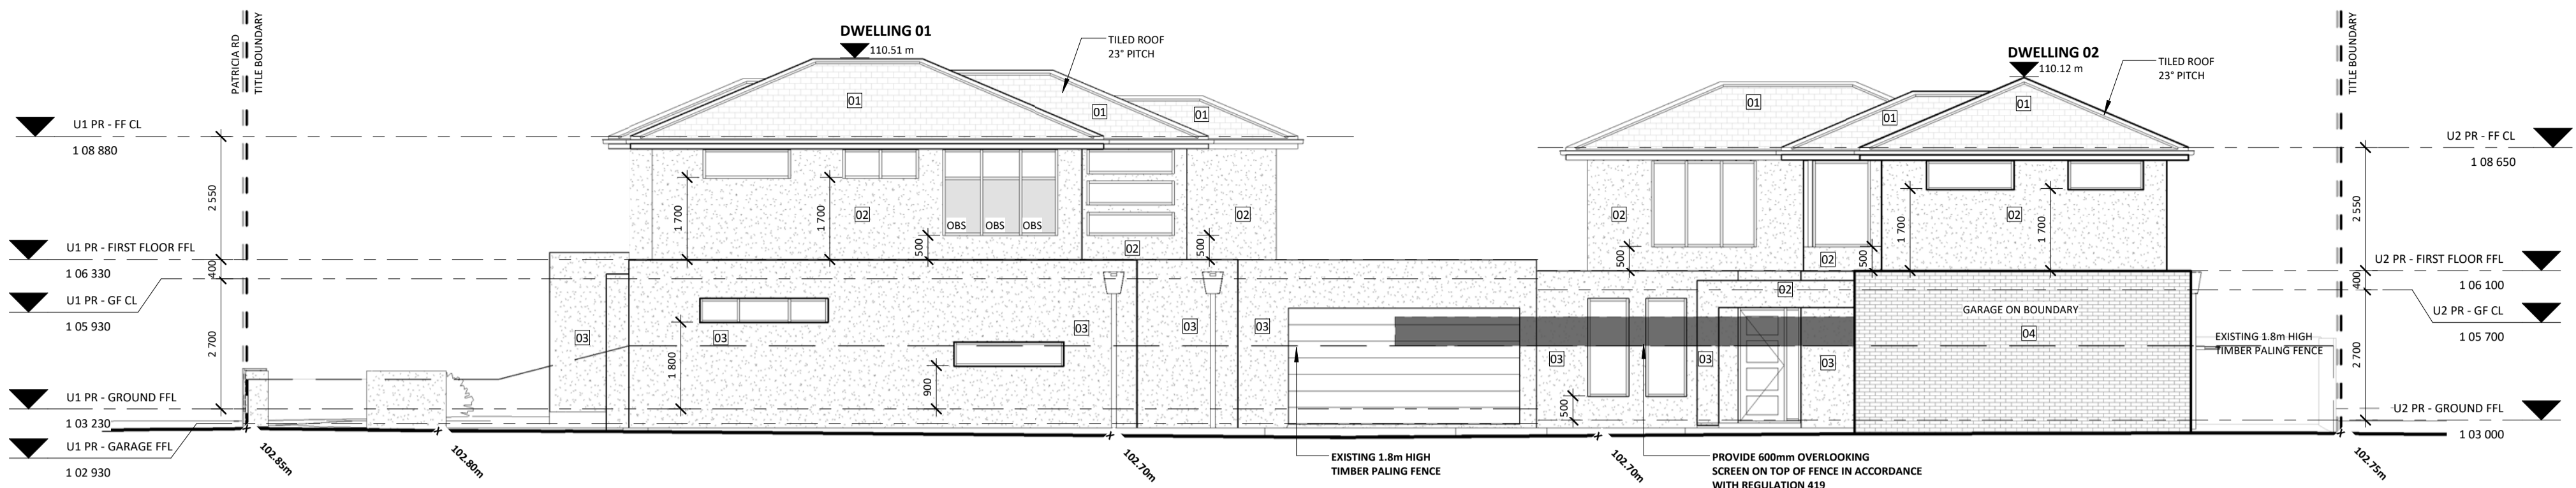 PATRICIA RD
TITLE BOUNDARY
DWELLING 01
110.51 m
TILED ROOF
23° PITCH
DWELLING 02
110.12 m
TILED ROOF
23° PITCH
TITLE BOUNDARY
01
01
01
01
01
01
U1 PR - FF CL
1 08 880
U2 PR - FF CL
1 08 650
2 550
1 700
1 700
02
OBS
OBS
OBS
500
02
500
02
02
500
02
500
1 700
02
1 700
2 550
U1 PR - FIRST FLOOR FFL
1 06 330
400
U1 PR - GF CL
1 05 930
U2 PR - FIRST FLOOR FFL
1 06 100
400
U2 PR - GF CL
1 05 700
02
GARAGE ON BOUNDARY
04
EXISTING 1.8m HIGH
TIMBER PALING FENCE
2 700
03
03
1 800
900
03
03
03
03
500
03
03
2 700
U1 PR - GROUND FFL
1 03 230
U1 PR - GARAGE FFL
1 02 930
U2 PR - GROUND FFL
1 03 000
102.85m
102.80m
102.70m
EXISTING 1.8m HIGH
TIMBER PALING FENCE
102.70m
PROVIDE 600mm OVERLOOKING
SCREEN ON TOP OF FENCE IN ACCORDANCE
WITH REGULATION 419
102.75m